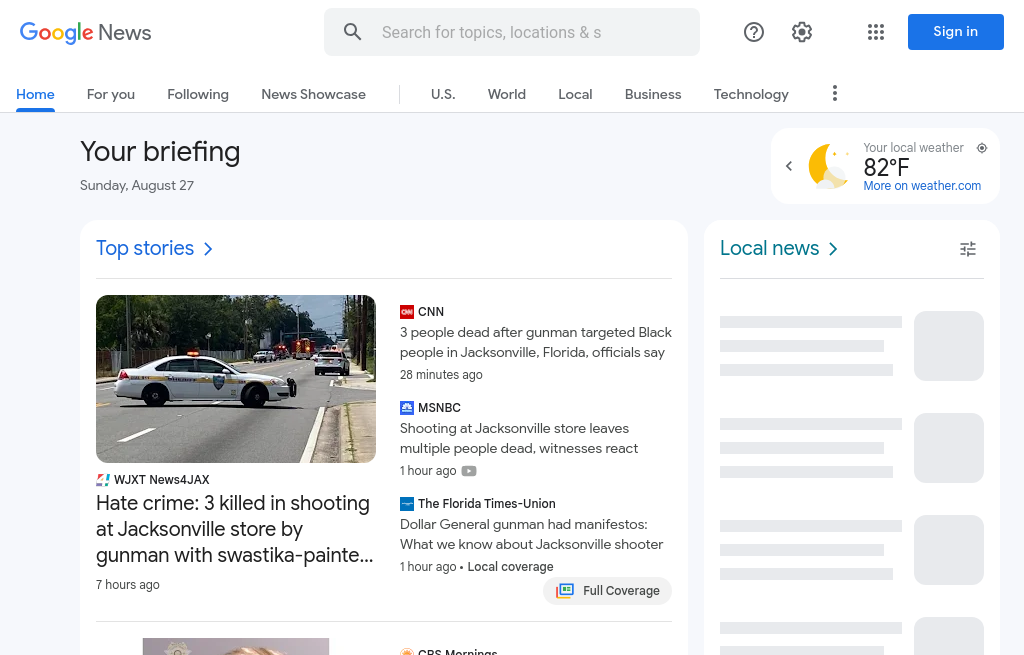 Google News
Search for topics, locations & s
Sign in
Home
For you
Following
News Showcase
U.S.
World
Local
Business
Technology
Your briefing
Sunday, August 27
Your local weather
82°F
More on weather.com
Top stories
Local news
WJXT News4JAX
Hate crime: 3 killed in shooting
at Jacksonville store by
gunman with swastika-painte...
7 hours ago
CNN
3 people dead after gunman targeted Black
people in Jacksonville, Florida, officials say
28 minutes ago
MSNBC
Shooting at Jacksonville store leaves
multiple people dead, witnesses react
1 hour ago
The Florida Times-Union
Dollar General gunman had manifestos:
What we know about Jacksonville shooter
1 hour ago • Local coverage
Full Coverage
CBS Mornings